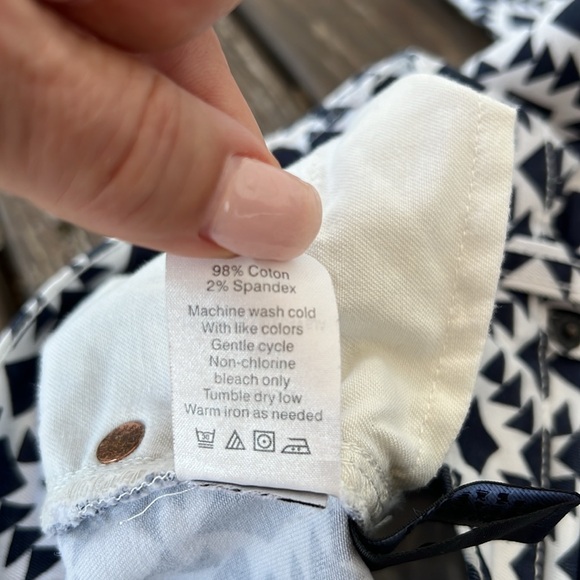 98% Coton
2% Spandex
Machine wash cold
With like colors
Gentle cycle
Non-chlorine
bleach only
Tumble dry low
Warm iron as needed
30